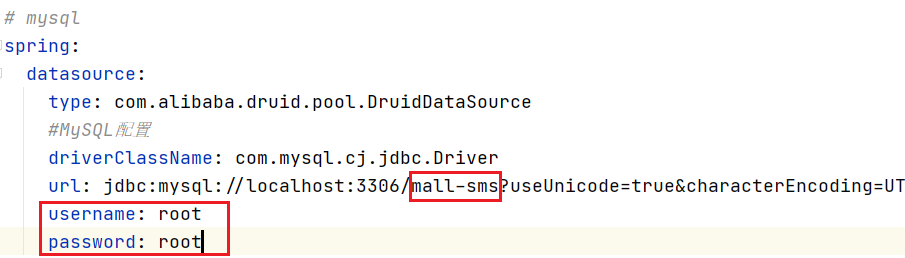 # mysql
spring:
datasource:
type: com.alibaba.druid.pool.DruidDataSource
#MySQL配置
driverClassName: com.mysql.cj.jdbc.Driver
url: jdbc:mysql://localhost:3306/mall-sms?useUnicode=true&characterEncoding=UT
username: root
password: root